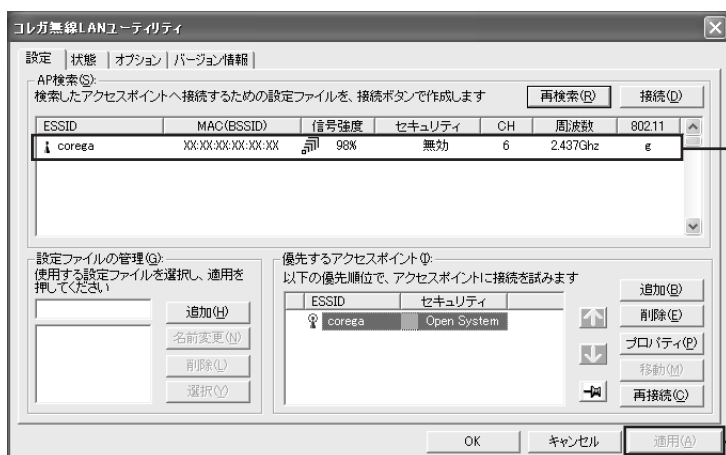 コレガ無線LANユーティリティ
設定 状態 オプション バージョン情報
AP検索(S):
検索したアクセスポイントへ接続するための設定ファイルを、接続ボタンで作成します 再検索(R) 接続(D)
ESSID MAC(BSSID) 信号強度 セキュリティ CH 周波数 802.11
corega XX:XX:XX:XX:XX:XX 98% 無効 6 2.437Ghz g
設定ファイルの管理(G):
使用する設定ファイルを選択し、適用を
押してください
追加(H)
名前変更(N)
削除(L)
選択(Y)
優先するアクセスポイント(I):
以下の優先順位で、アクセスポイントに接続を試みます
ESSID セキュリティ
corega Open System
追加(B)
削除(E)
プロパティ(P)
移動(M)
再接続(C)
OK キャンセル 適用(A)